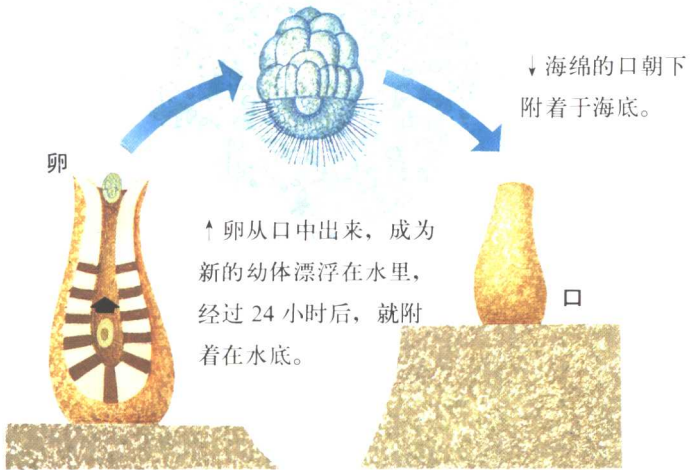 ↓海绵的口朝下
附着于海底。
卵
↑卵从口中出来，成为
新的幼体漂浮在水里，
经过 24 小时后，就附
着在水底。
口